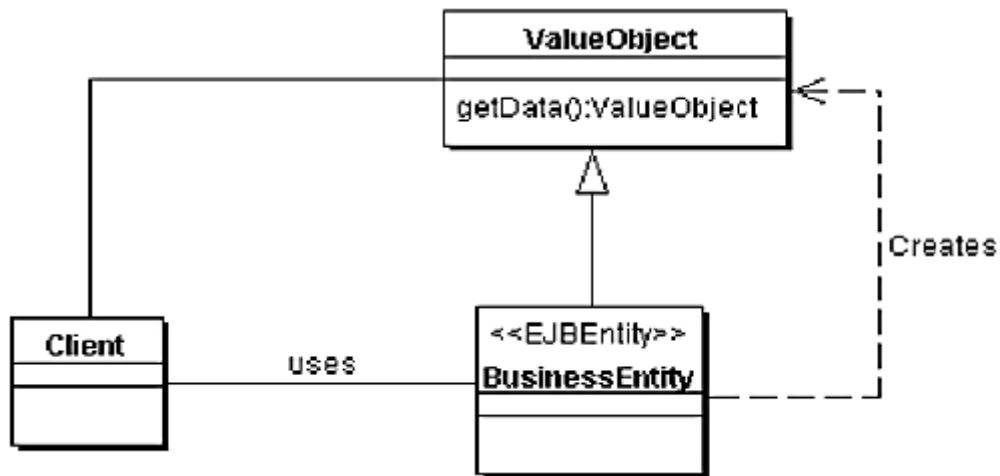 ValueObject
getData():ValueObject
Creates
Client
uses
<<EJBEntity>>
BusinessEntity